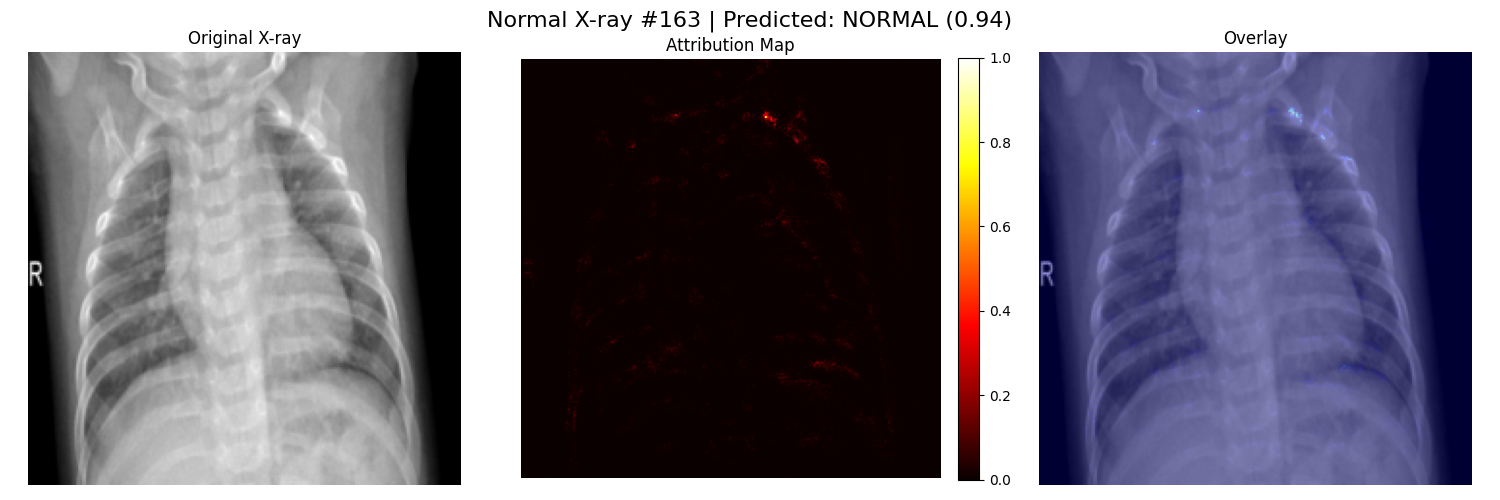 Normal X-ray #163 | Predicted: NORMAL (0.94)
Original X-ray
Attribution Map
Overlay
R
1.0
0.8
0.6
0.4
0.2
0.0
R